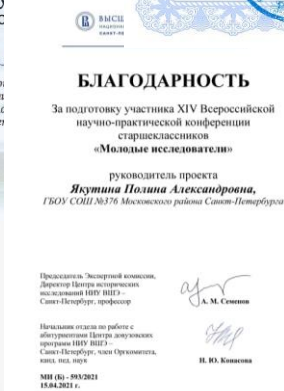 ВЫСШ
САНКТ-ПЕ
БЛАГОДАРНОСТЬ
За подготовку участника XIV Всероссийской
научно-практической конференции
старшеклассников
«Молодые исследователи»
руководитель проекта
Якутина Полина Александровна,
ГБОУ СОШ №376 Московского района Санкт-Петербурга
Председатель Экспертной комиссии,
Директор Центра исторических
исследований НИУ ВШЭ –
Санкт-Петербург, профессор
А. М. Семенов
Начальник отдела по работе с
абитуриентами Центра довузовских
программ НИУ ВШЭ –
Санкт-Петербург, член Оргкомитета,
канд. пед. наук
Н. Ю.
МИ (Б) - 593/2021
15.04.2021 г.